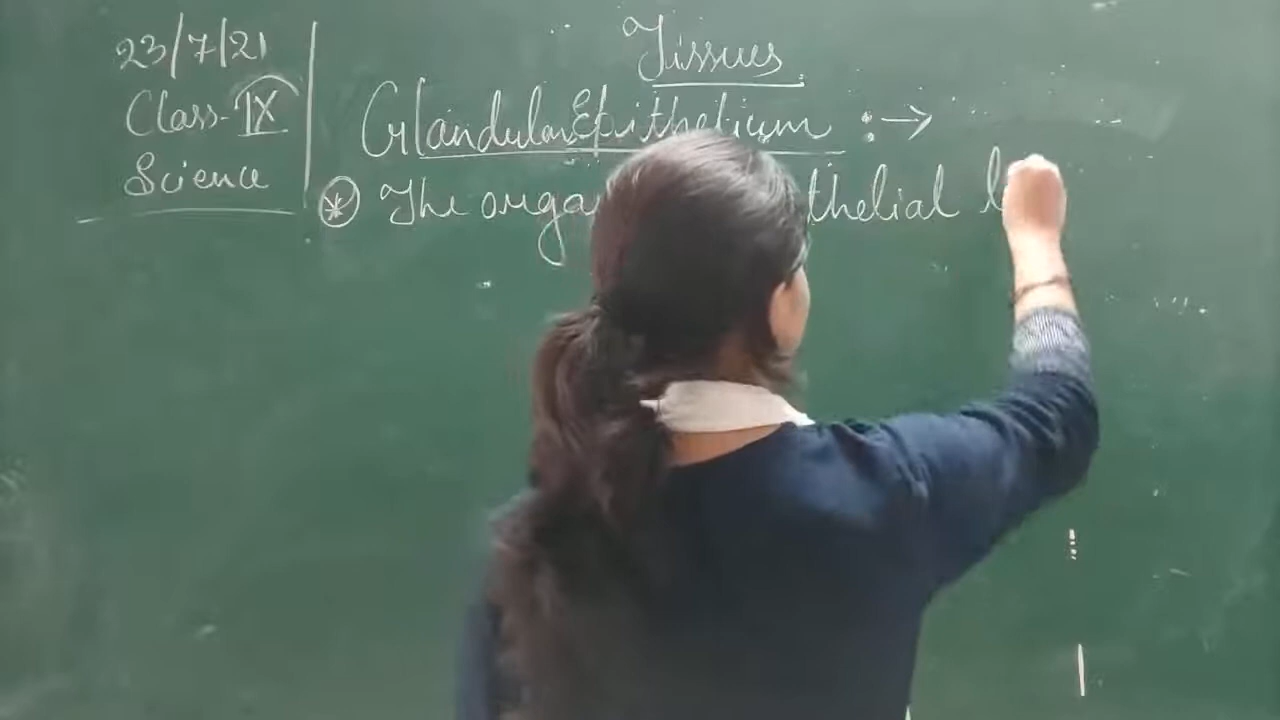 23/7/21
Class-IX
Science
Tissues
Glandular Epithelium :→
The orga thelial l